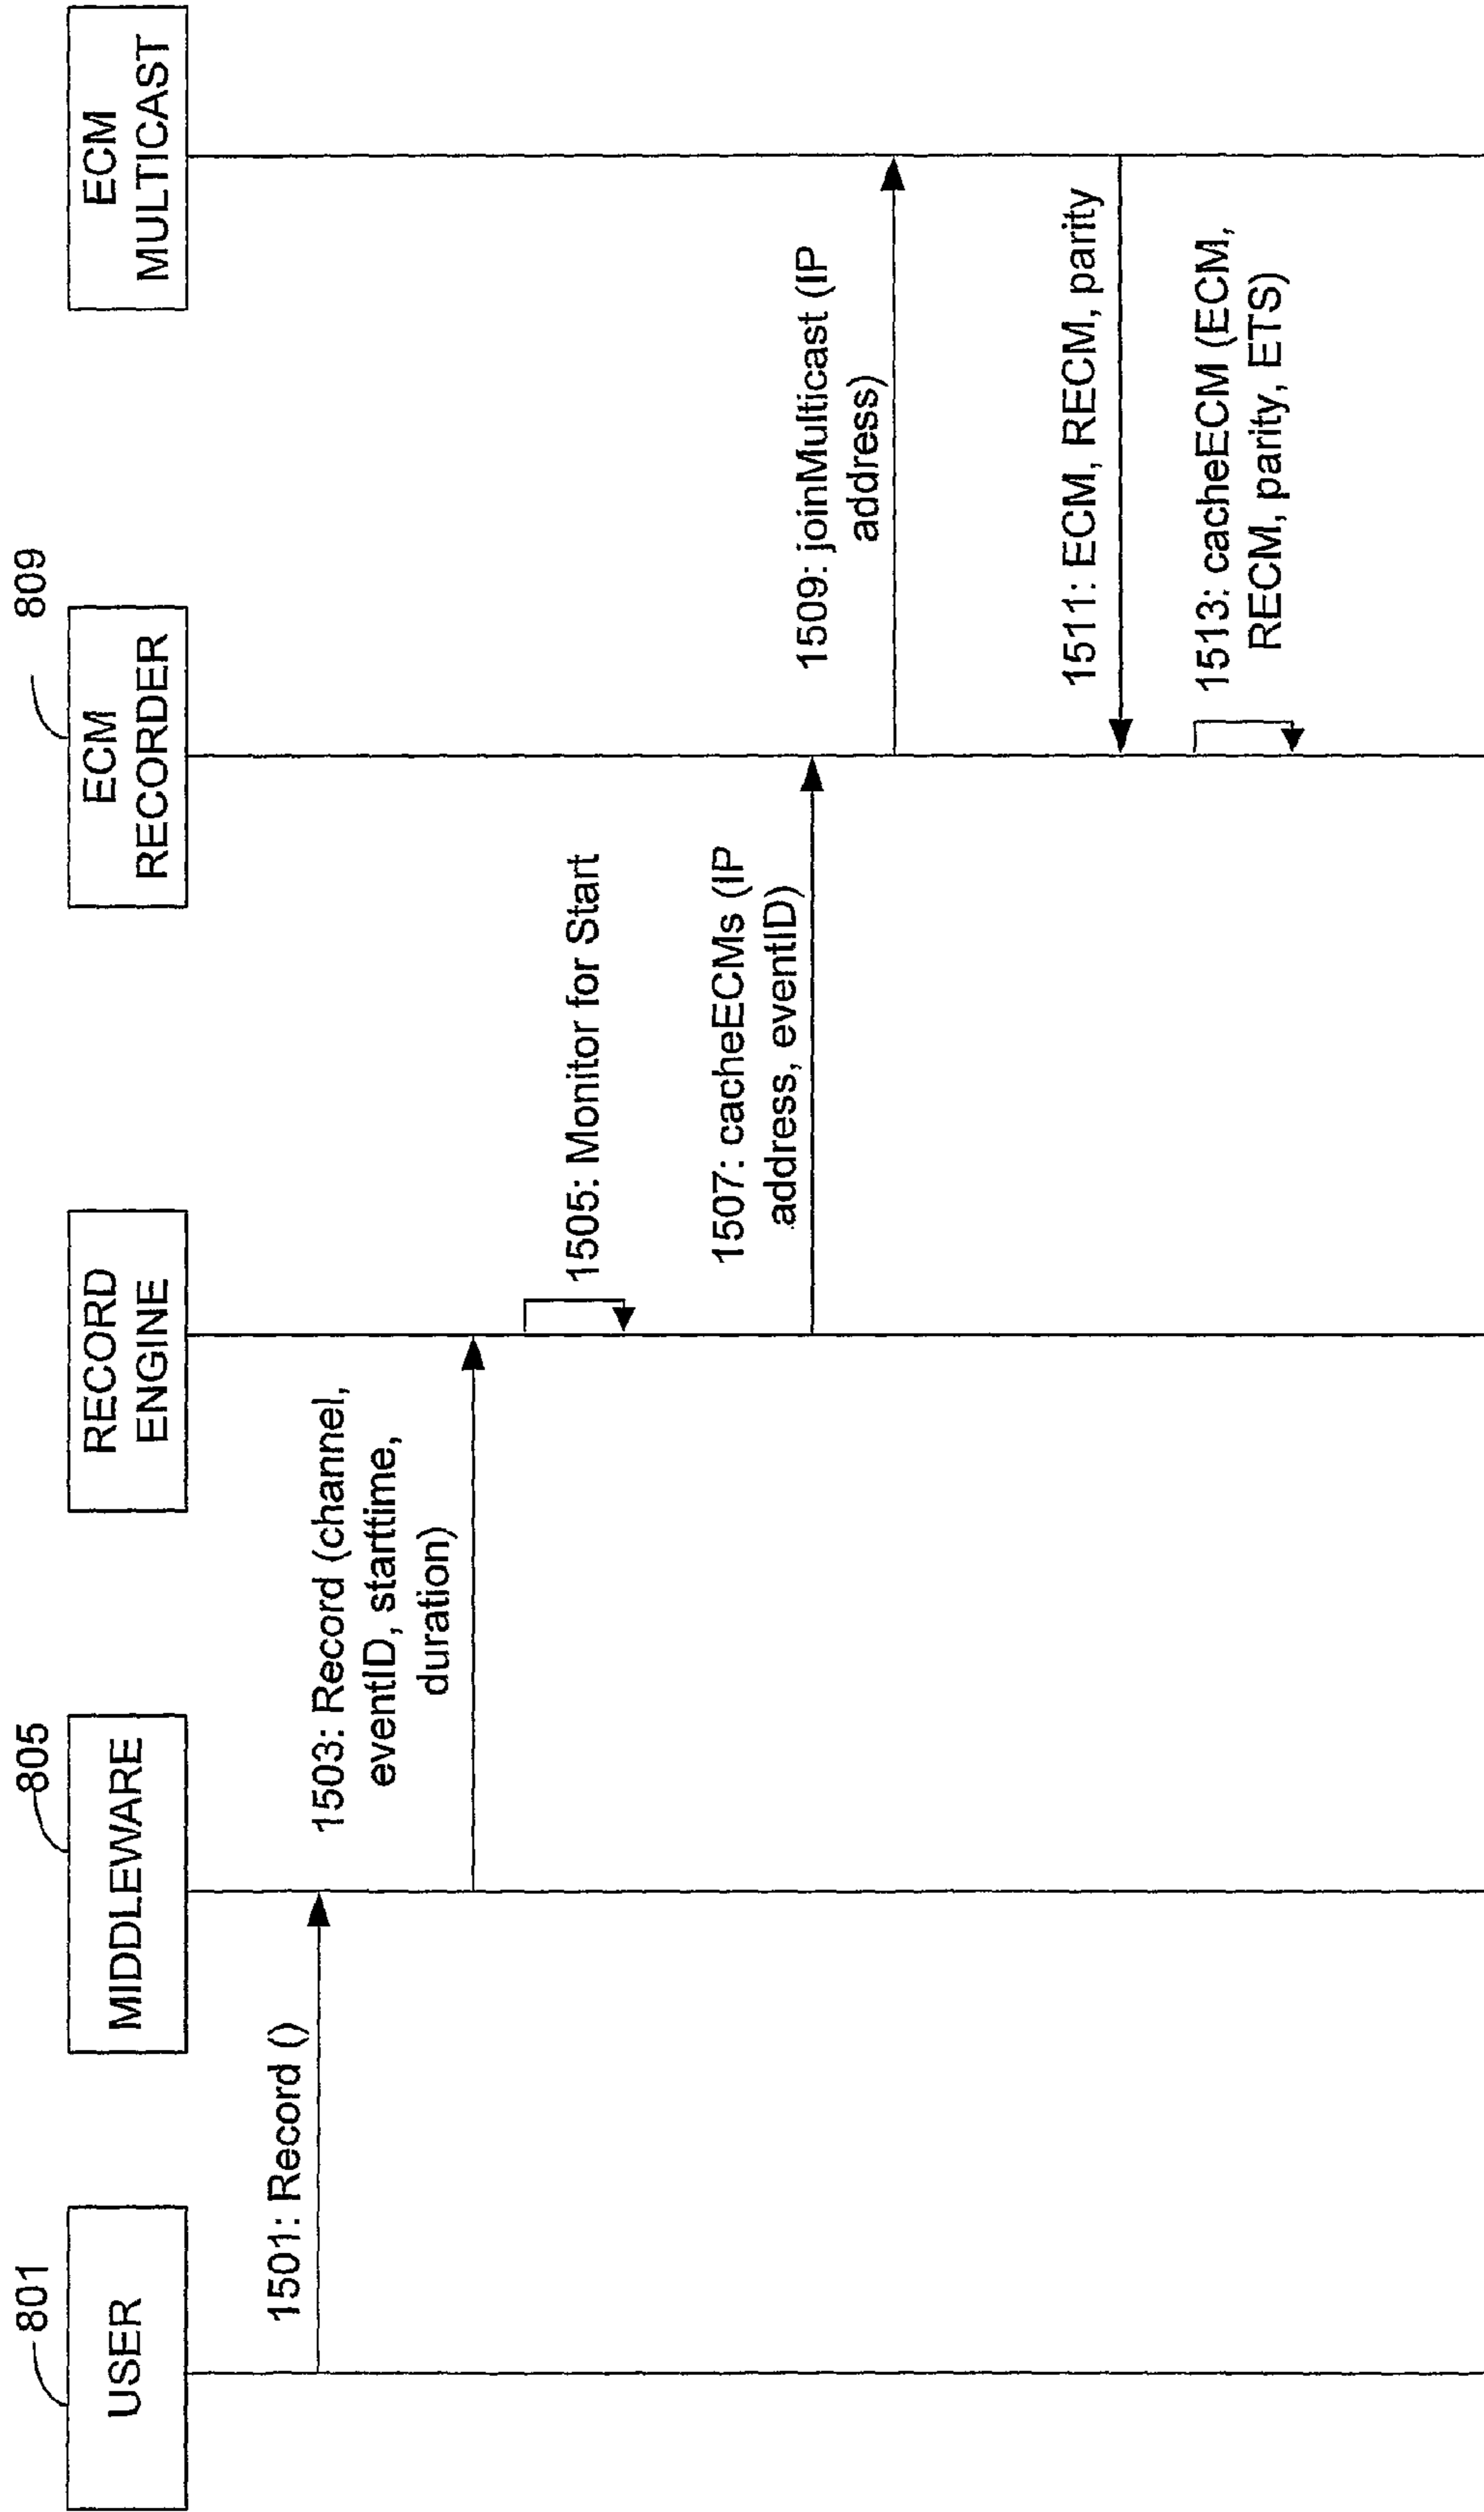 801
USER
805
MIDDLEWARE
RECORD
ENGINE
809
ECM
RECORDER
ECM
MULTICAST
1501: Record ()
1503: Record (channel,
eventID, starttime,
duration)
1505: Monitor for Start
1507: cacheECMs (IP
address, eventID)
1509: joinMulticast (IP
address)
1511: ECM, RECM, parity
1513: cacheECM (ECM,
RECM, parity, ETS)